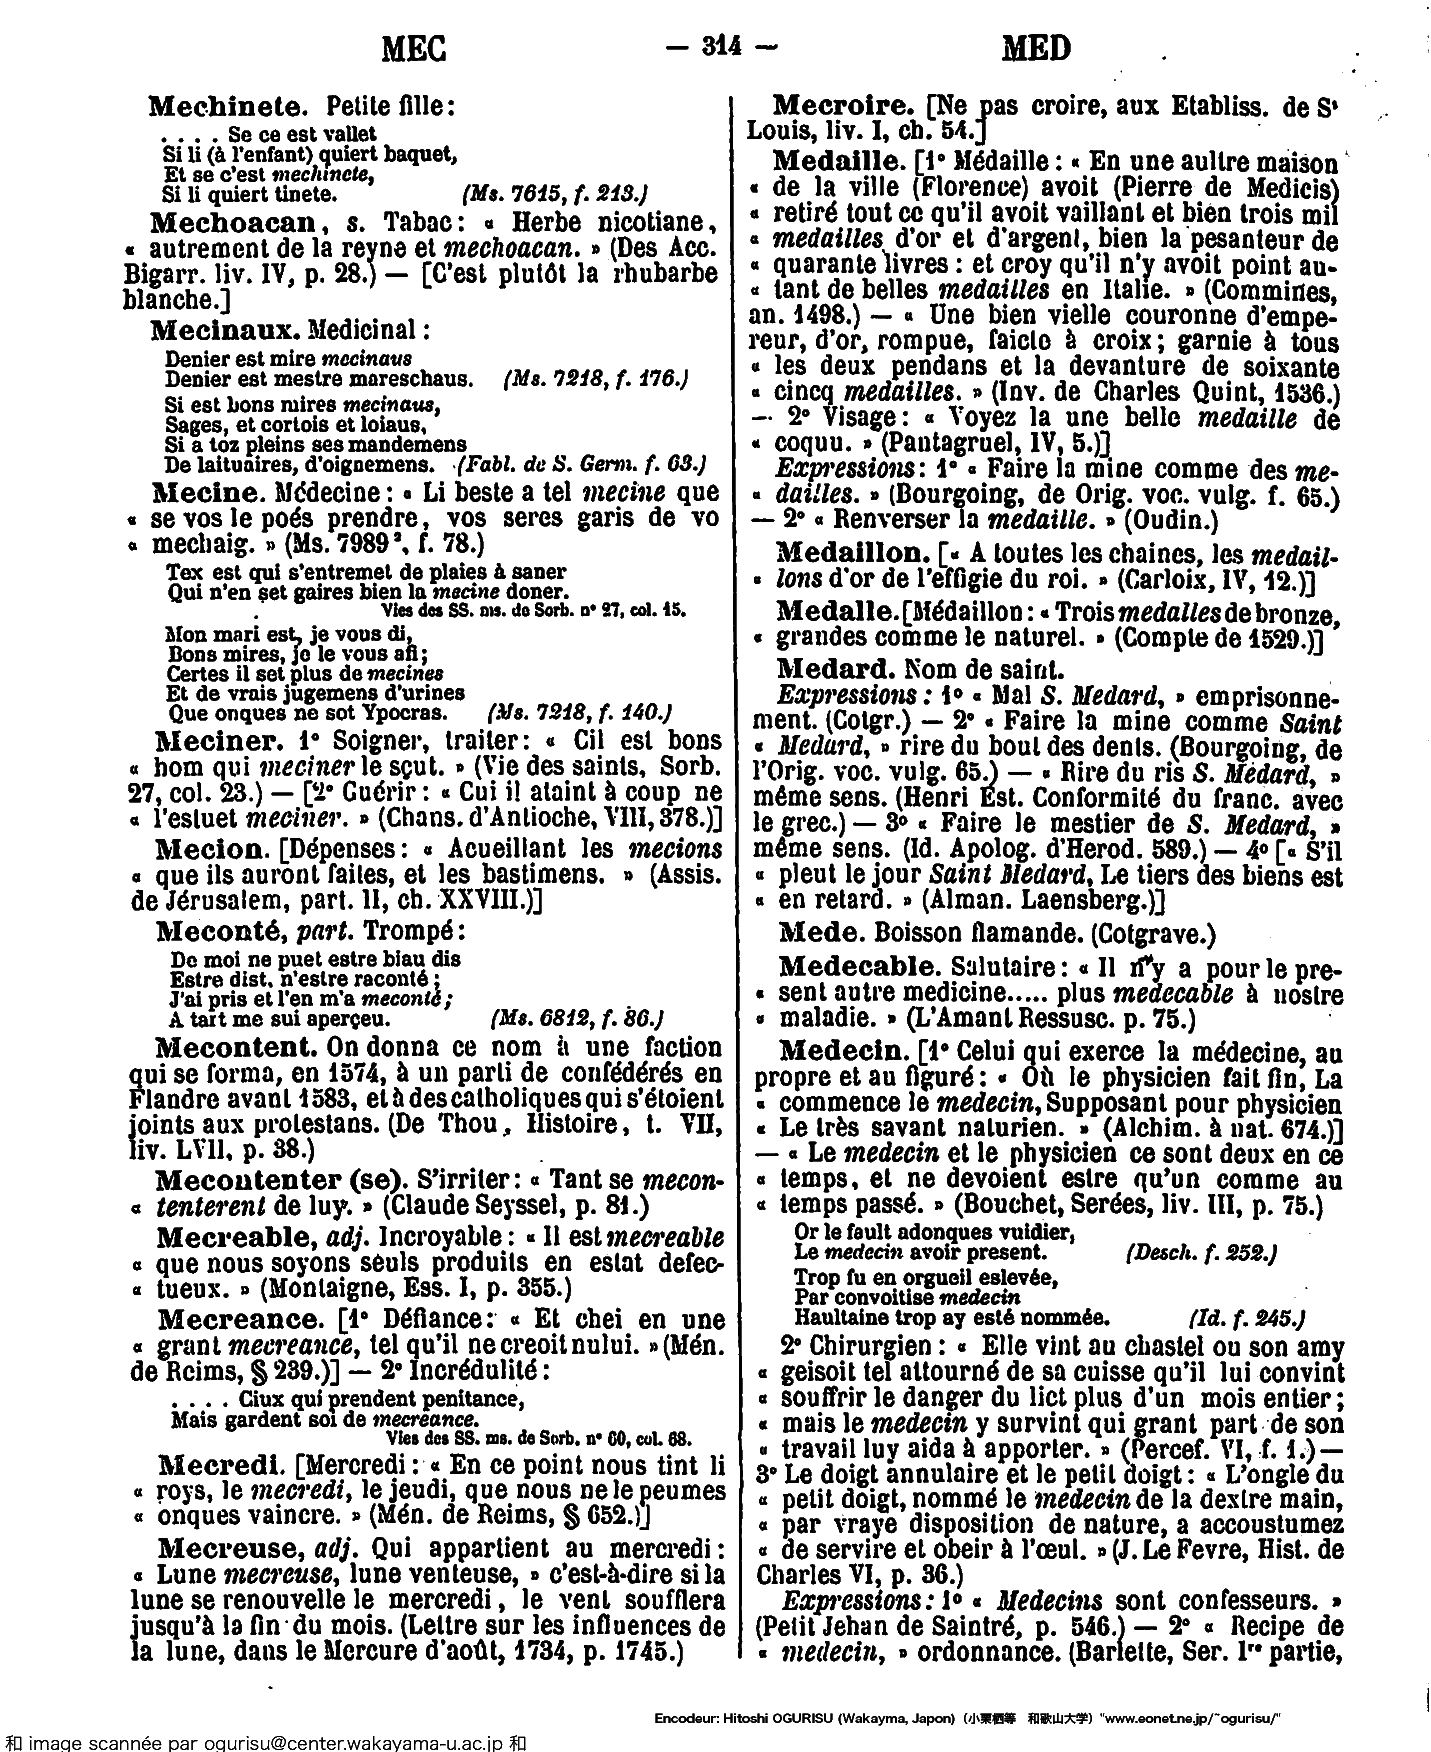 MEC — 314 — MED
Mechinete. Petite fille:
. . . . Se ce est vallet
Si li (à l'enfant) quiert baquet,
Et se c'est mechinete,
Si li quiert tinete. (Ms. 7615, f. 213.)
Mechoacan, s. Tabac: « Herbe nicotiane,
« autrement de la reyne et mechoacan. » (Des Acc.
Bigarr. liv. IV, p. 28.) — [C'est plutôt la rhubarbe
blanche.]
Mecinaux. Medicinal :
Denier est mire mecinaus
Denier est mestre mareschaus. (Ms. 7218, f. 176.)
Si est bons mires mecinaus,
Sages, et cortois et loiaus,
Si a toz pleins ses mandemens
De laituaires, d'oignemens. (Fabl. de S. Germ. f. 63.)
Mecine. Médecine : « Li beste a tel mecine que
« se vos le poés prendre, vos seres garis de vo
« mechaig. » (Ms. 7989², f. 78.)
Tex est qui s'entremet de plaies à saner
Qui n'en set gaires bien la mecine doner.
Vies des SS. ms. de Sorb. n° 27, col. 15.
Mon mari est, je vous di,
Bons mires, je le vous afi;
Certes il set plus de mecines
Et de vrais jugemens d'urines
Que onques ne sot Ypocras. (Ms. 7218, f. 140.)
Meciner. 1° Soigner, traiter: « Cil est bons
« hom qui meciner le sçut. » (Vie des saints, Sorb.
27, col. 23.) — [2° Guérir : « Cui il ataint à coup ne
« l'estuet meciner. » (Chans. d'Antioche, VIII, 378.)]
Mecion. [Dépenses: « Acueillant les mecions
« que ils auront faites, et les bastimens. » (Assis.
de Jérusalem, part. II, ch. XXVIII.)]
Meconté, part. Trompé :
De moi ne puet estre biau dis
Estre dist, n'estre raconté ;
J'ai pris et l'en m'a meconté;
A tart me sui aperçeu. (Ms. 6812, f. 86.)
Mecontent. On donna ce nom à une faction
qui se forma, en 1574, à un parti de confédérés en
Flandre avant 1583, et à des catholiques qui s'étoient
joints aux protestans. (De Thou, Histoire, t. VII,
liv. LVII, p. 38.)
Mecontenter (se). S'irriter : « Tant se mecon-
« tenterent de luy. » (Claude Seyssel, p. 81.)
Mecreable, adj. Incroyable : « Il est mecreable
« que nous soyons seuls produits en estat defec-
« tueux. » (Montaigne, Ess. I, p. 355.)
Mecreance. [1° Défiance: « Et chei en une
« grant mecreance, tel qu'il ne creoit nului. » (Mén.
de Reims, § 239.)] — 2° Incrédulité :
. . . . Ciux qui prendent penitance,
Mais gardent soi de mecreance.
Vies des SS. ms. de Sorb. n° 60, col. 68.
Mecredi. [Mercredi : « En ce point nous tint li
« roys, le mecredi, le jeudi, que nous ne le peumes
« onques vaincre. » (Mén. de Reims, § 652.)]
Mecreuse, adj. Qui appartient au mercredi :
« Lune mecreuse, lune venteuse, » c'est-à-dire si la
lune se renouvelle le mercredi, le vent soufflera
jusqu'à la fin du mois. (Lettre sur les influences de
la lune, dans le Mercure d'août, 1734, p. 1745.)
Mecroire. [Ne pas croire, aux Etabliss. de St
Louis, liv. I, ch. 54.]
Medaille. [1° Médaille : « En une aultre maison
« de la ville (Florence) avoit (Pierre de Medicis)
« retiré tout ce qu'il avoit vaillant et bien trois mil
« medailles d'or et d'argent, bien la pesanteur de
« quarante livres : et croy qu'il n'y avoit point au-
« tant de belles medailles en Italie. » (Commines,
an. 1498.) — « Une bien vielle couronne d'empe-
reur, d'or, rompue, faicte à croix ; garnie à tous
« les deux pendans et la devanture de soixante
« cincq medailles. » (Inv. de Charles Quint, 1536.)
— 2° Visage : « Voyez la une belle medaille de
« coquu. » (Pantagruel, IV, 5.)]
Expressions: 1° « Faire la mine comme des me-
« dailles. » (Bourgoing, de Orig. voc. vulg. f. 65.)
— 2° « Renverser la medaille. » (Oudin.)
Medaillon. [« A toutes les chaines, les medail-
« lons d'or de l'effigie du roi. » (Carloix, IV, 12.)]
Medalle. [Médaillon : « Trois medalles de bronze,
« grandes comme le naturel. » (Compte de 1529.)]
Medard. Nom de saint.
Expressions : 1° « Mal S. Medard, » emprisonne-
ment. (Cotgr.) — 2° « Faire la mine comme Saint
« Medard, » rire du bout des dents. (Bourgoing, de
l'Orig. voc. vulg. 65.) — « Rire du ris S. Medard, »
même sens. (Henri Est. Conformité du franc. avec
le grec.) — 3° « Faire le mestier de S. Medard, »
même sens. (Id. Apolog. d'Herod. 589.) — 4° [« S'il
« pleut le jour Saint Medard, Le tiers des biens est
« en retard. » (Alman. Laensberg.)]
Mede. Boisson flamande. (Cotgrave.)
Medecable. Salutaire : « Il n'y a pour le pre-
« sent autre medicine..... plus medecable à nostre
« maladie. » (L'Amant Ressusc. p. 75.)
Medecin. [1° Celui qui exerce la médecine, au
propre et au figuré : « Où le physicien fait fin, La
« commence le medecin, Supposant pour physicien
« Le très savant naturien. » (Alchim. à nat. 674.)]
— « Le medecin et le physicien ce sont deux en ce
« temps, et ne devoient estre qu'un comme au
« temps passé. » (Bouchet, Serées, liv. III, p. 75.)
Or le fault adonques vuidier,
Le medecin avoir present. (Desch. f. 252.)
Trop fu en orgueil eslevée,
Par convoitise medecin
Haultaine trop ay esté nommée. (Id. f. 245.)
2° Chirurgien : « Elle vint au chastel ou son amy
« geisoit tel attourné de sa cuisse qu'il lui convint
« souffrir le danger du lict plus d'un mois entier ;
« mais le medecin y survint qui grant part de son
« travail luy aida à apporter. » (Percef. VI, f. 1.) —
3° Le doigt annulaire et le petit doigt : « L'ongle du
« petit doigt, nommé le medecin de la dextre main,
« par vraye disposition de nature, a accoustumez
« de servire et obeir à l'œul. » (J. Le Fevre, Hist. de
Charles VI, p. 36.)
Expressions : 1° « Medecins sont confesseurs. »
(Petit Jehan de Saintré, p. 546.) — 2° « Recipe de
« medecin, » ordonnance. (Barlette, Ser. 1re partie,
Encodeur: Hitoshi OGURISU (Wakayma, Japon) (小栗栖等 和歌山大学) "www.eonet.ne.jp/~ogurisu/"
和 image scannée par ogurisu@center.wakayama-u.ac.jp 和